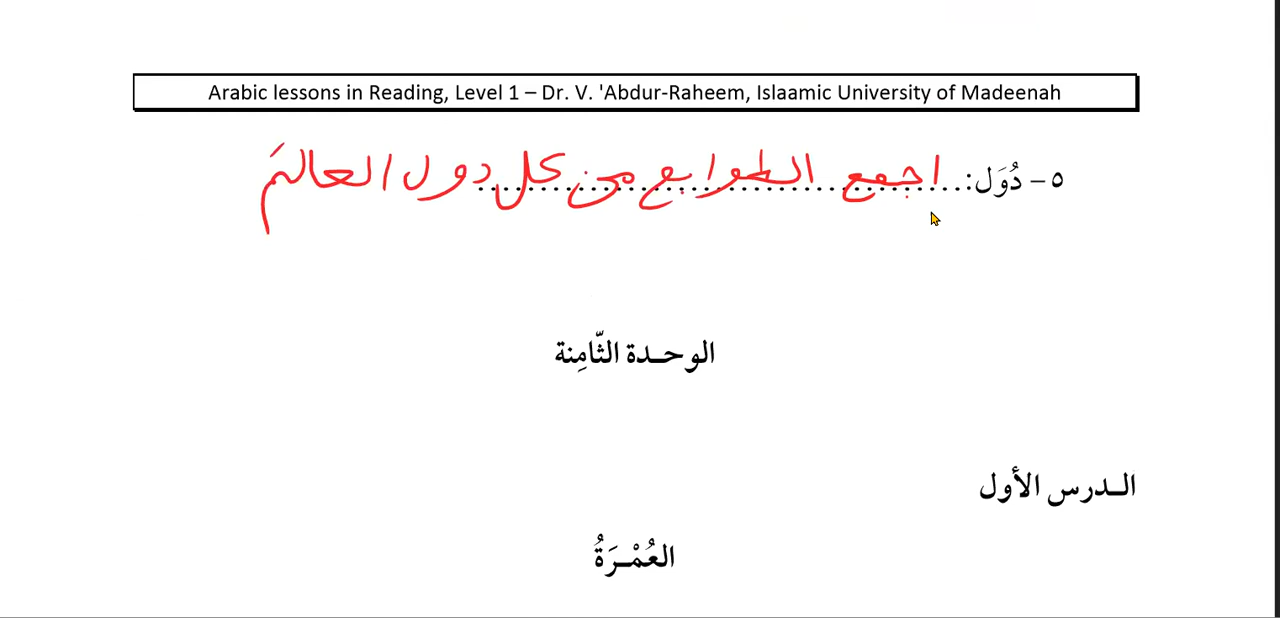 Arabic lessons in Reading, Level 1 – Dr. V. 'Abdur-Raheem, Islaamic University of Madeenah
٥– دُوَل: اجمع الطوابع من كل دول العالمَ
الوحـدة الثّامِنة
الـدرس الأول
العُمْـرَةُ